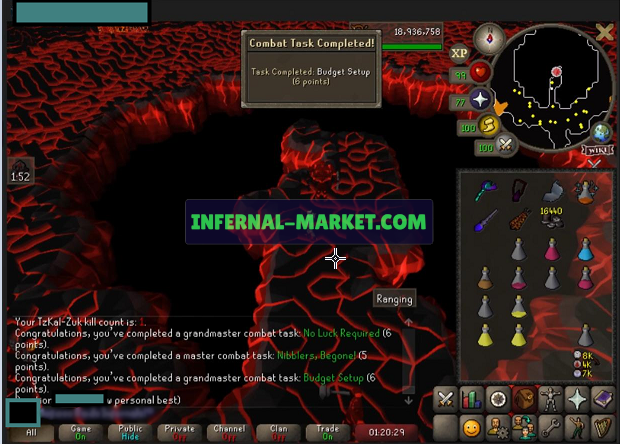 18,936,758
Combat Task Completed!
Task Completed: Budget Setup
(6 points)
XP
99
77
100
100
WIKI
1:52
16440
INFERNAL-MARKET.COM
Ranging
Your TzKal-Zuk kill count is: 1.
Congratulations, you've completed a grandmaster combat task: No Luck Required (6
points).
Congratulations, you've completed a master combat task: Nibblers, Begone! (5
points).
Congratulations, you've completed a grandmaster combat task: Budget Setup (6
points).
w personal best)
8K
4K
7K
All
Game
On
Public
Hide
Private
Off
Channel
Off
Clan
Off
Trade
On
01:20:29